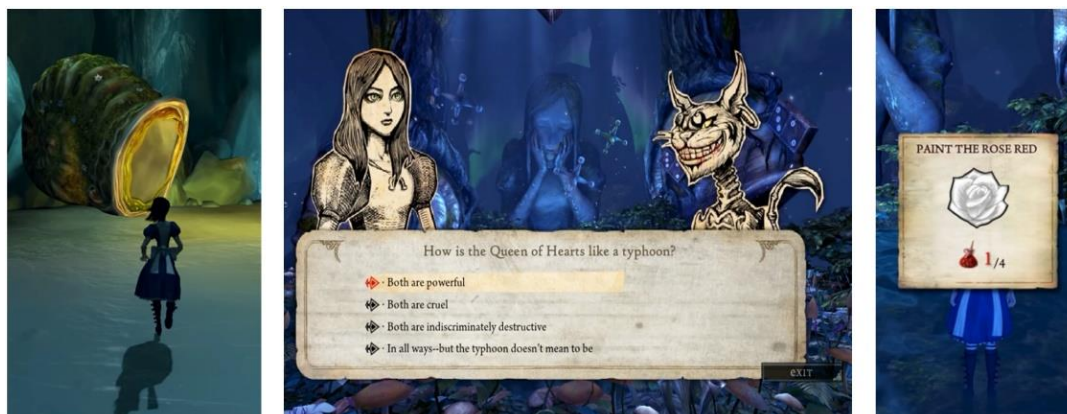 How is the Queen of Hearts like a typhoon?
· Both are powerful
· Both are cruel
· Both are indiscriminately destructive
· In all ways--but the typhoon doesn't mean to be
EXIT
PAINT THE ROSE RED
1/4